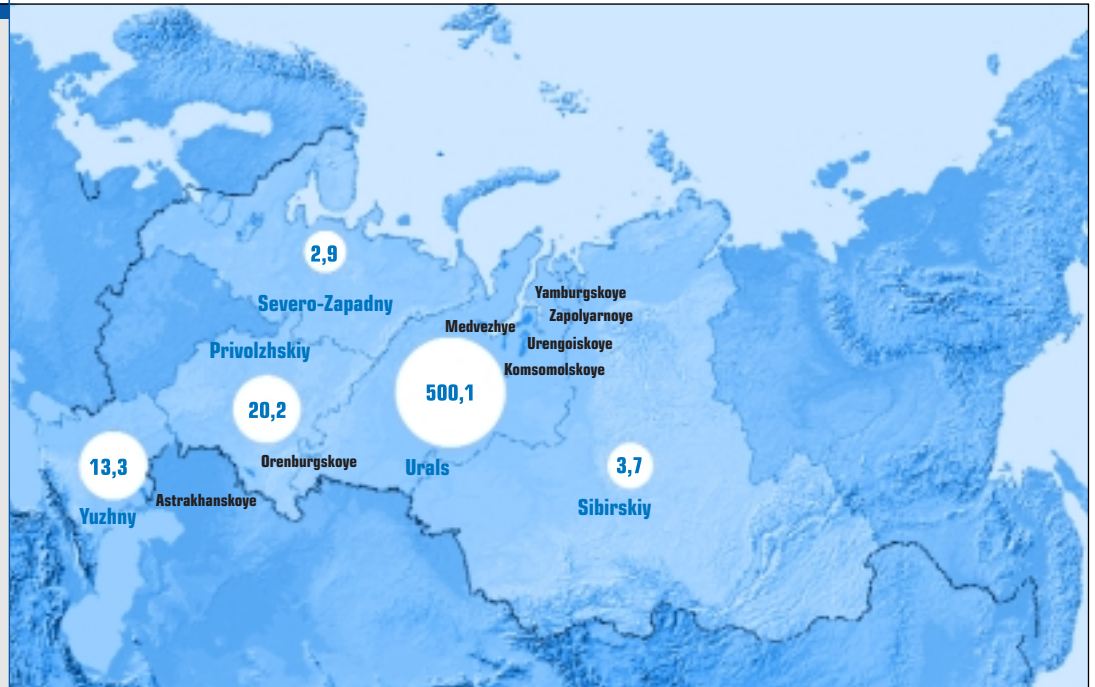 2,9
Severo-Zapadny
Yamburgskoye
Zapolyarnoye
Medvezhye
Urengoiskoye
Privolzhskiy
Komsomolskoye
500,1
20,2
Orenburgskoye
13,3
Urals
3,7
Astrakhanskoye
Sibirskiy
Yuzhny